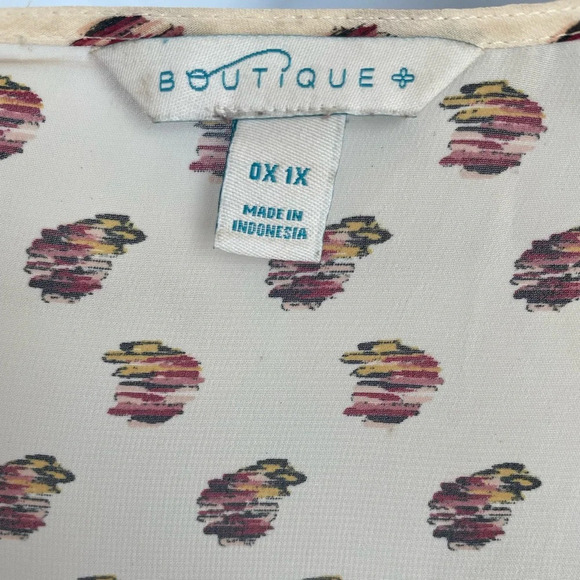 BOUTIQUE +
0X 1X
MADE IN
INDONESIA